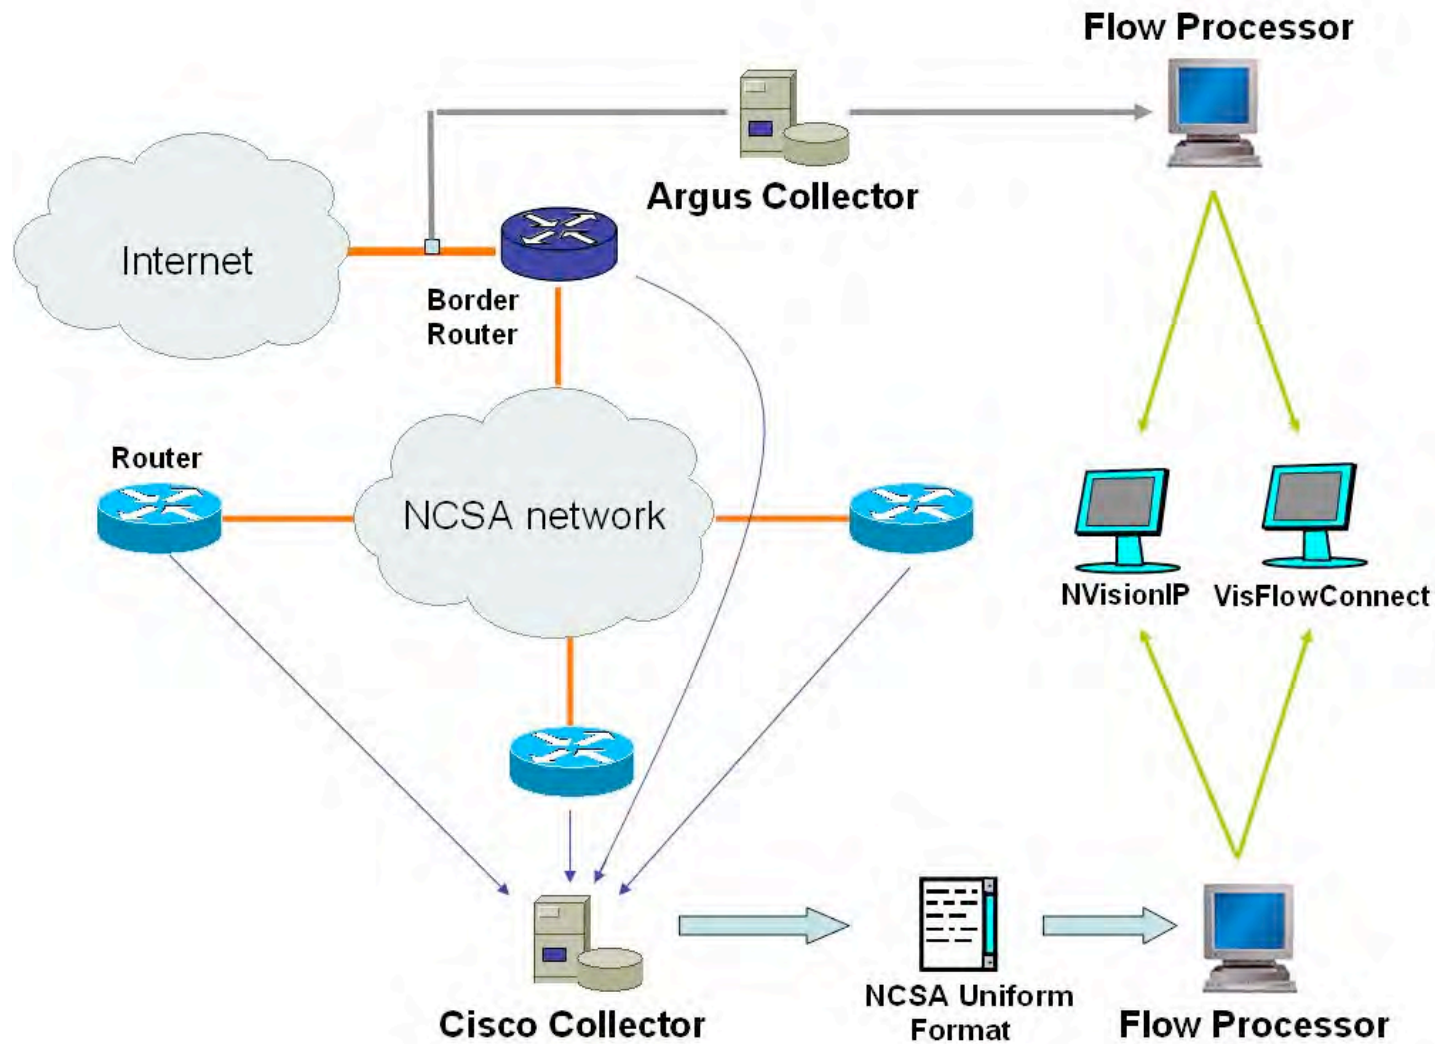 Flow Processor
Argus Collector
Internet
Border
Router
Router
NCSA network
NVisionIP
VisFlowConnect
NCSA Uniform
Format
Cisco Collector
Flow Processor